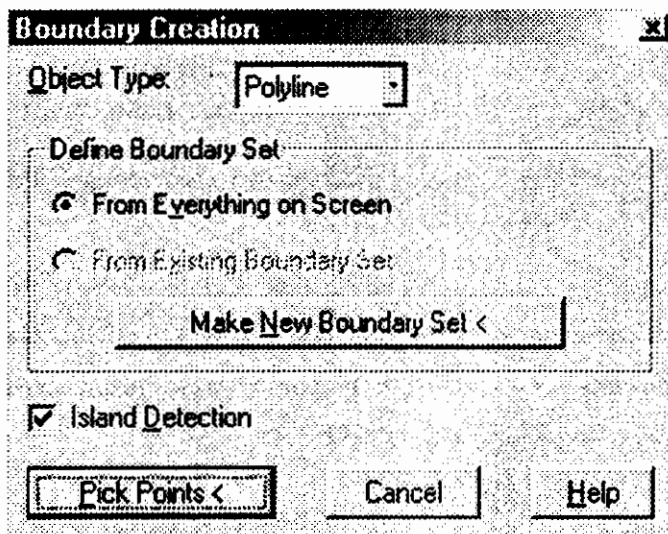 Boundary Creation
Object Type: Polyline
Define Boundary Set
From Everything on Screen
From Existing Boundary Set
Make New Boundary Set <
Island Detection
Pick Points < Cancel Help